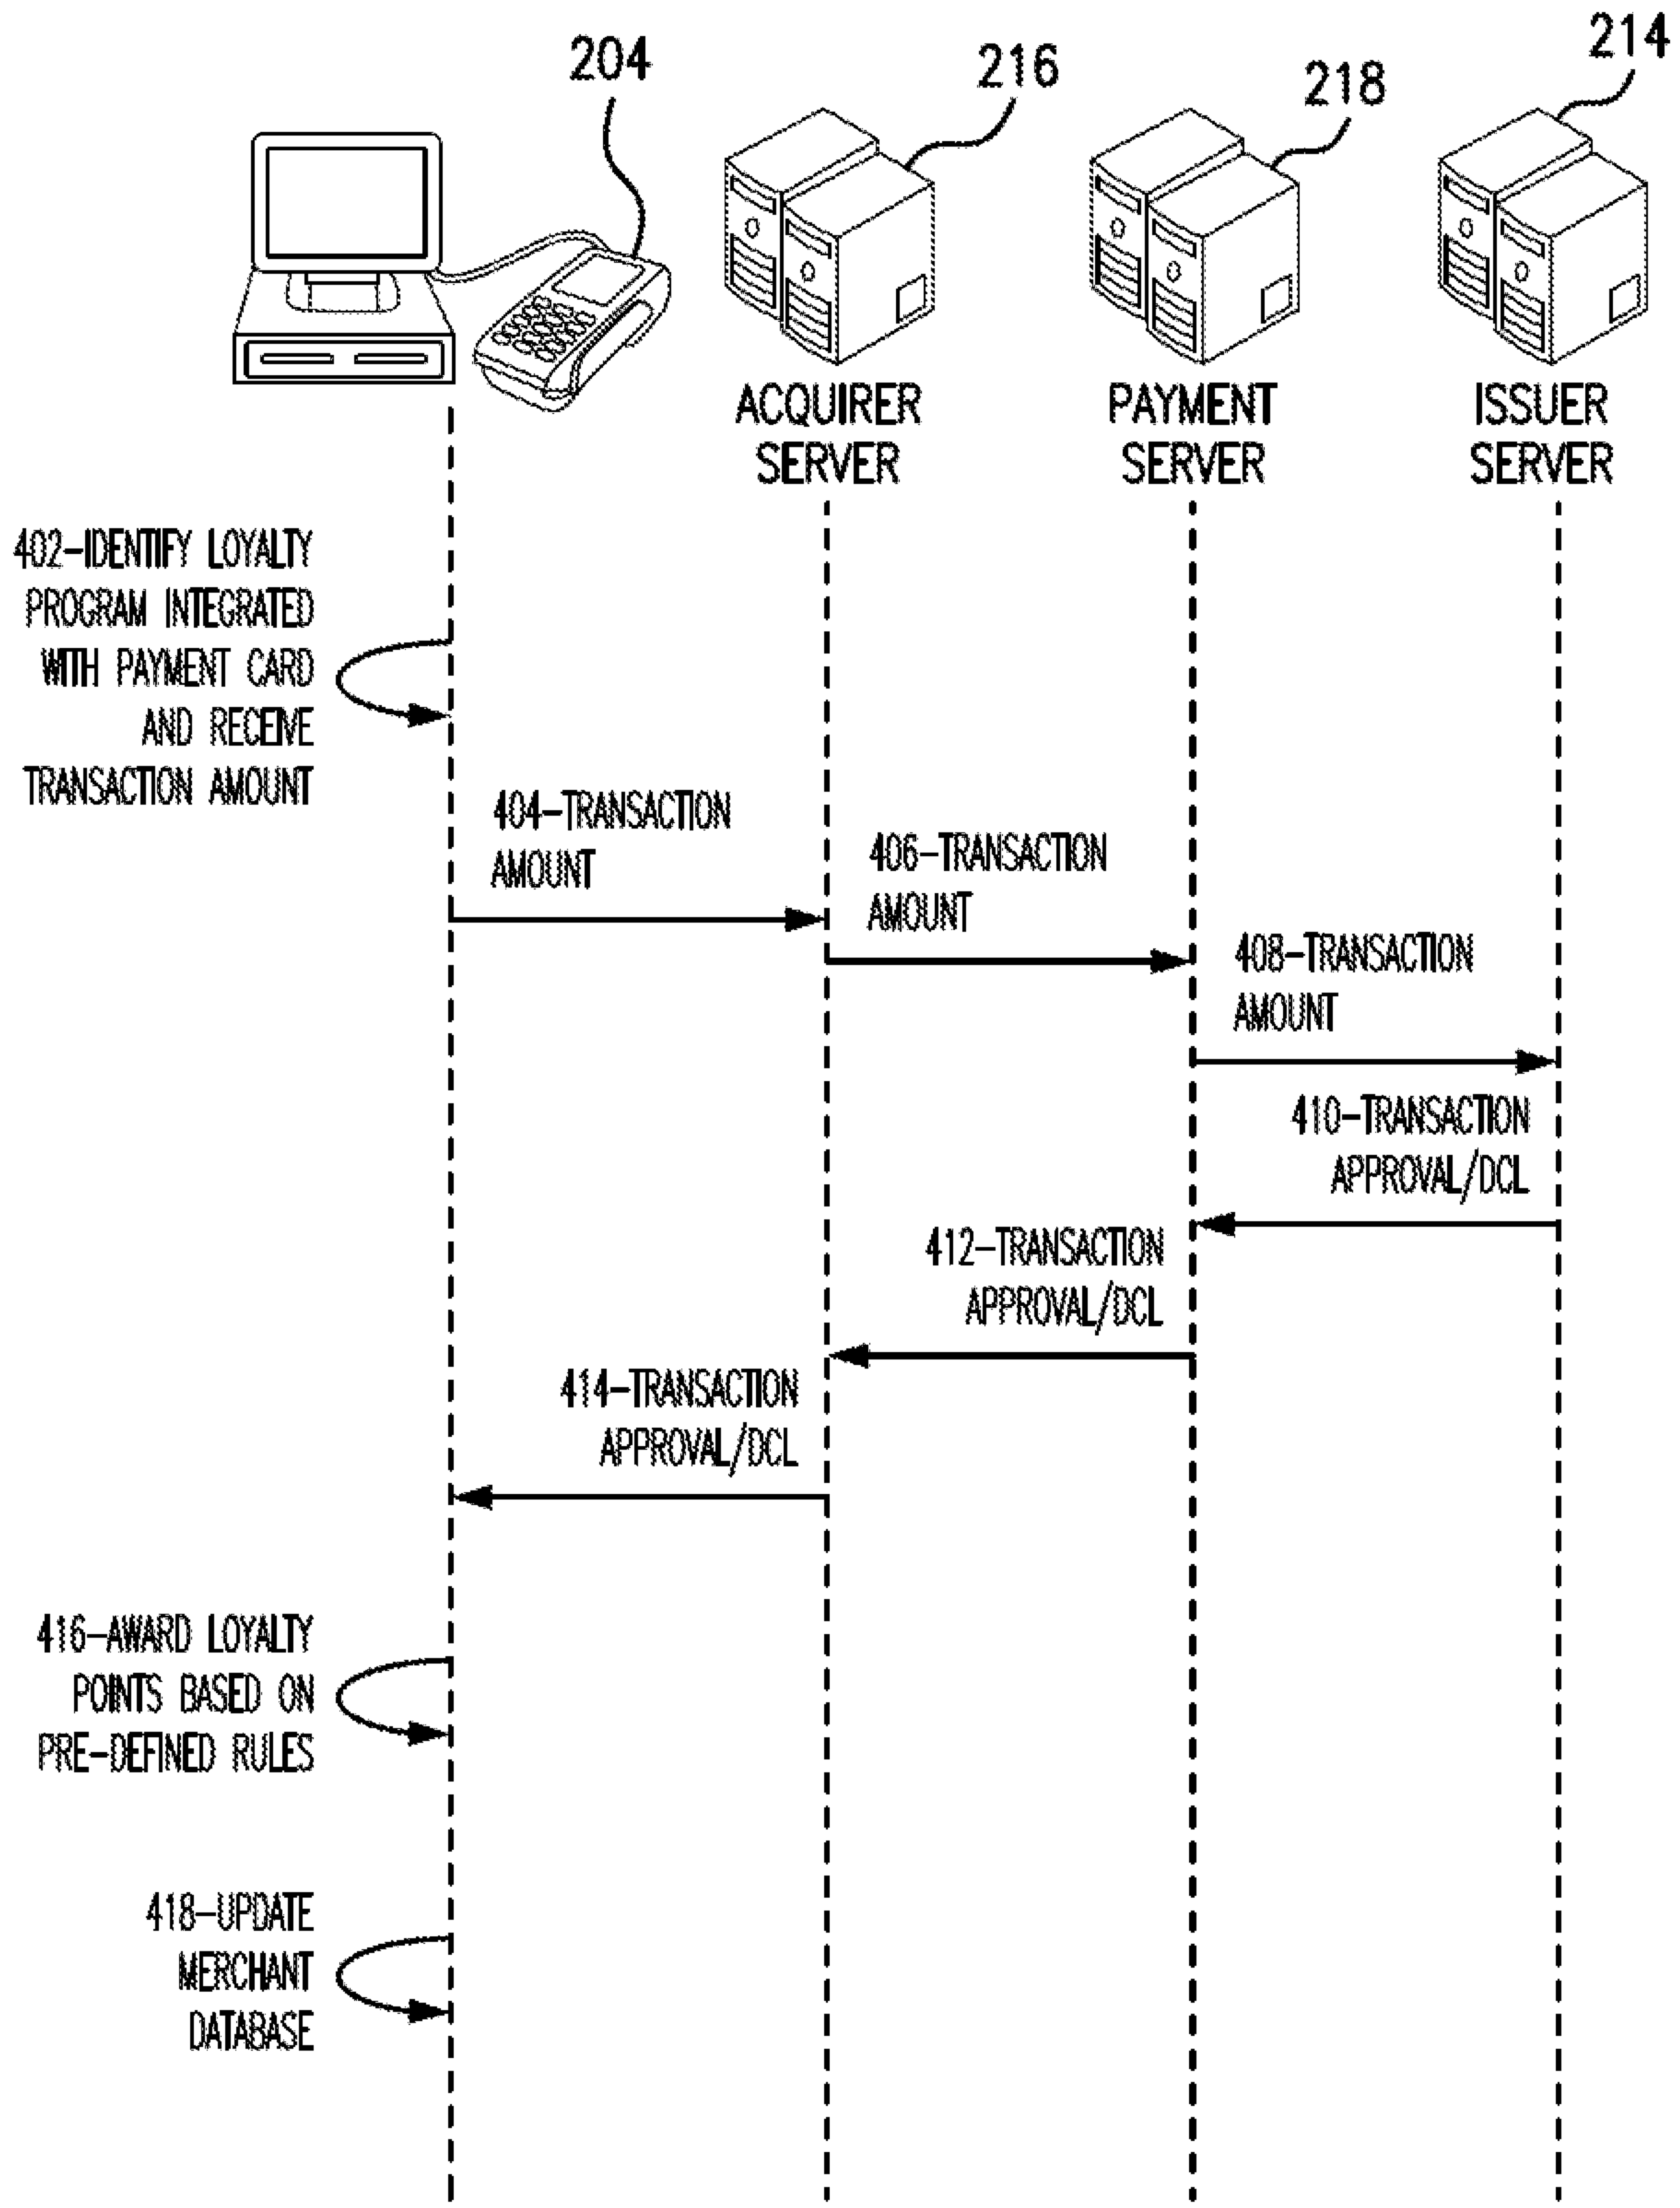 204
216
218
214
ACQUIRER
SERVER
PAYMENT
SERVER
ISSUER
SERVER
402-IDENTIFY LOYALTY
PROGRAM INTEGRATED
WITH PAYMENT CARD
AND RECEIVE
TRANSACTION AMOUNT
404-TRANSACTION
AMOUNT
406-TRANSACTION
AMOUNT
408-TRANSACTION
AMOUNT
410-TRANSACTION
APPROVAL/DCL
412-TRANSACTION
APPROVAL/DCL
414-TRANSACTION
APPROVAL/DCL
416-AWARD LOYALTY
POINTS BASED ON
PRE-DEFINED RULES
418-UPDATE
MERCHANT
DATABASE